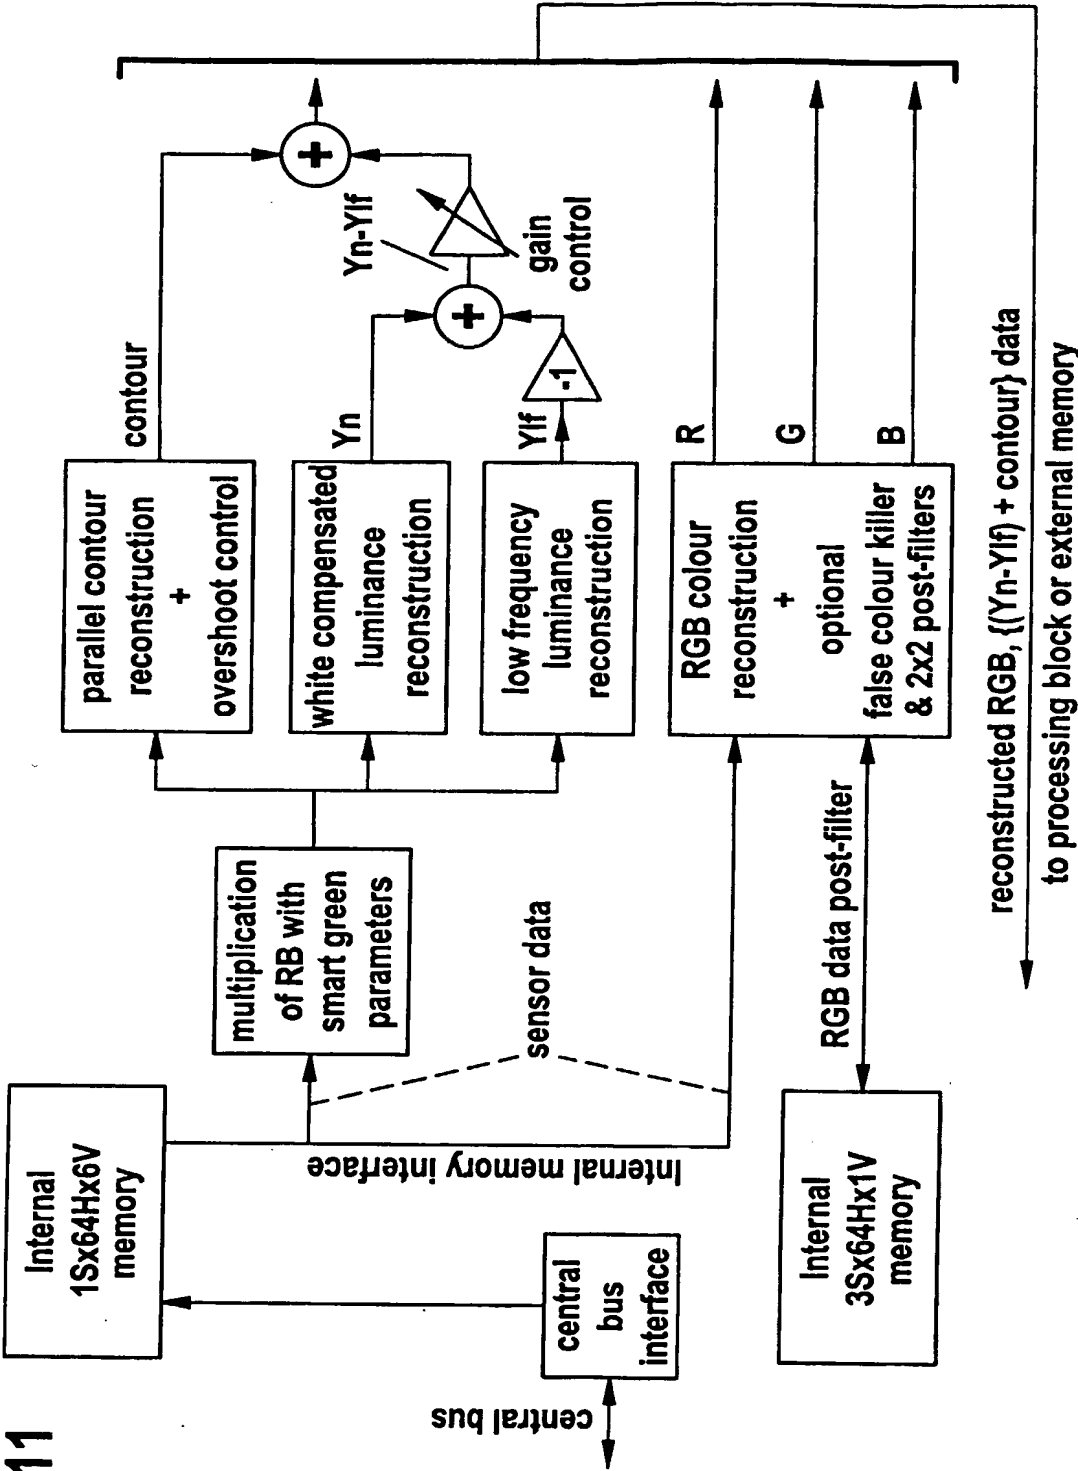 11
central bus
central
bus
interface
Internal
1Sx64Hx6V
memory
Internal memory interface
sensor data
multiplication
of RB with
smart green
parameters
parallel contour
reconstruction
+
overshoot control
white compensated
luminance
reconstruction
low frequency
luminance
reconstruction
contour
Yn
Ylf
-1
+
Yn-Ylf
gain
control
+
Internal
3Sx64Hx1V
memory
RGB data post-filter
RGB colour
reconstruction
+
optional
false colour killer
& 2x2 post-filters
R
G
B
reconstructed RGB, {(Yn-Ylf) + contour} data
to processing block or external memory